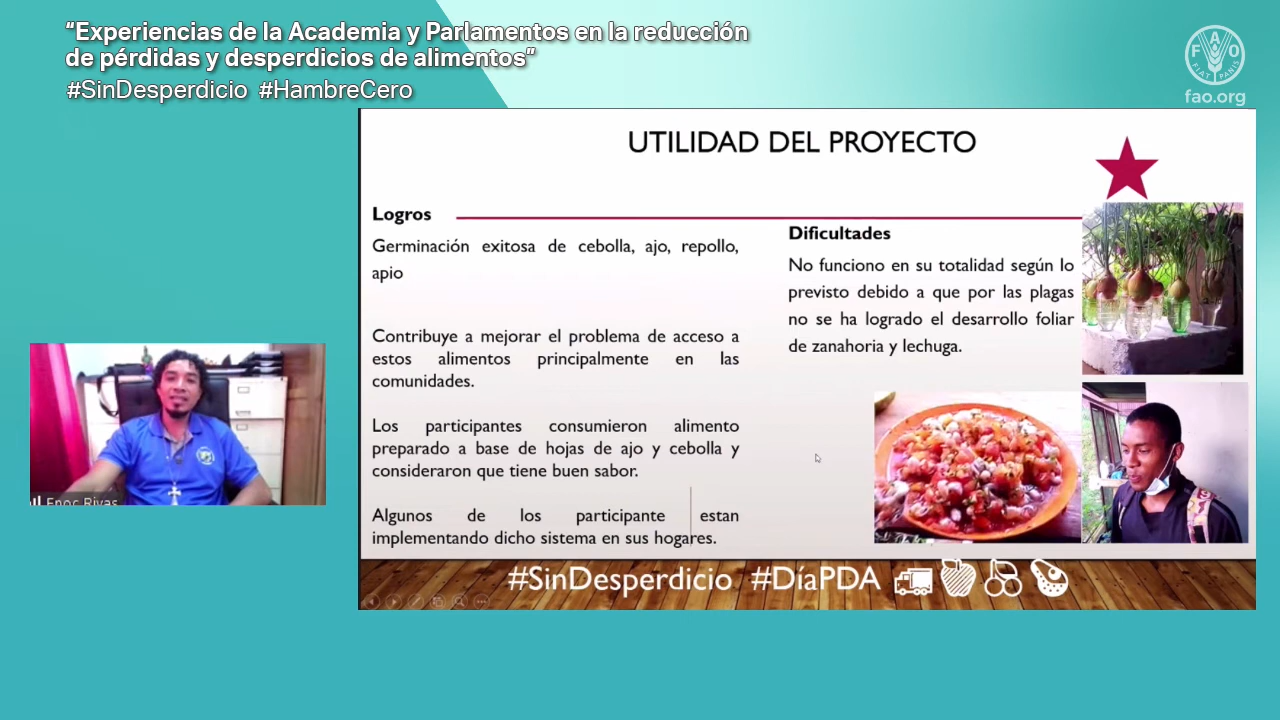 “Experiencias de la Academia y Parlamentos en la reducción
de pérdidas y desperdicios de alimentos”
#SinDesperdicio #HambreCero
F A O
FIAT PANIS
fao.org
UTILIDAD DEL PROYECTO
Logros
Germinación exitosa de cebolla, ajo, repollo,
apio
Contribuye a mejorar el problema de acceso a
estos alimentos principalmente en las
comunidades.
Los participantes consumieron alimento
preparado a base de hojas de ajo y cebolla y
consideraron que tiene buen sabor.
Algunos de los participante estan
implementando dicho sistema en sus hogares.
Dificultades
No funciono en su totalidad según lo
previsto debido a que por las plagas
no se ha logrado el desarrollo foliar
de zanahoria y lechuga.
Enoc Rivas
#SinDesperdicio #DíaPDA